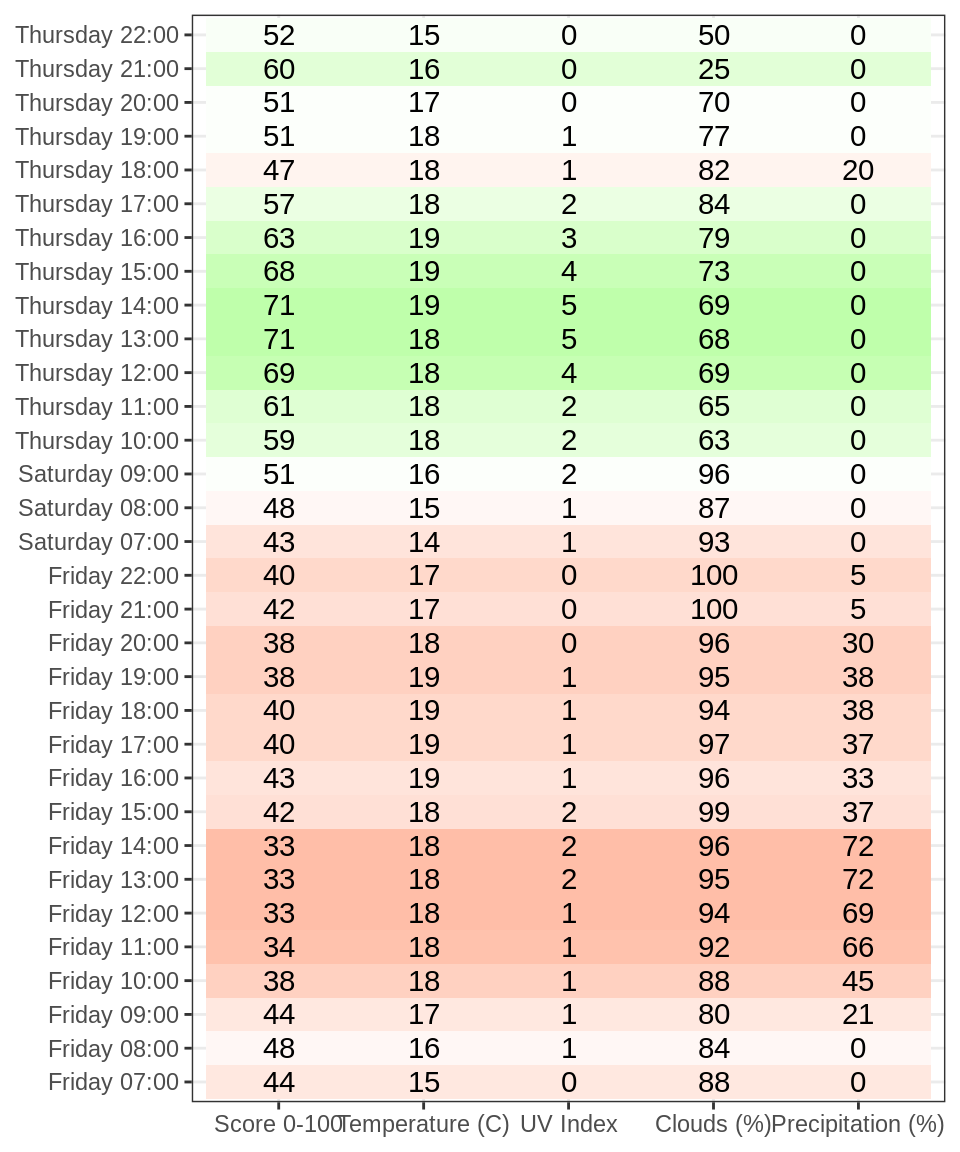 Thursday 22:00 52 15 0 50 0
Thursday 21:00 60 16 0 25 0
Thursday 20:00 51 17 0 70 0
Thursday 19:00 51 18 1 77 0
Thursday 18:00 47 18 1 82 20
Thursday 17:00 57 18 2 84 0
Thursday 16:00 63 19 3 79 0
Thursday 15:00 68 19 4 73 0
Thursday 14:00 71 19 5 69 0
Thursday 13:00 71 18 5 68 0
Thursday 12:00 69 18 4 69 0
Thursday 11:00 61 18 2 65 0
Thursday 10:00 59 18 2 63 0
Saturday 09:00 51 16 2 96 0
Saturday 08:00 48 15 1 87 0
Saturday 07:00 43 14 1 93 0
Friday 22:00 40 17 0 100 5
Friday 21:00 42 17 0 100 5
Friday 20:00 38 18 0 96 30
Friday 19:00 38 19 1 95 38
Friday 18:00 40 19 1 94 38
Friday 17:00 40 19 1 97 37
Friday 16:00 43 19 1 96 33
Friday 15:00 42 18 2 99 37
Friday 14:00 33 18 2 96 72
Friday 13:00 33 18 2 95 72
Friday 12:00 33 18 1 94 69
Friday 11:00 34 18 1 92 66
Friday 10:00 38 18 1 88 45
Friday 09:00 44 17 1 80 21
Friday 08:00 48 16 1 84 0
Friday 07:00 44 15 0 88 0
Score 0-100 Temperature (C) UV Index Clouds (%) Precipitation (%)